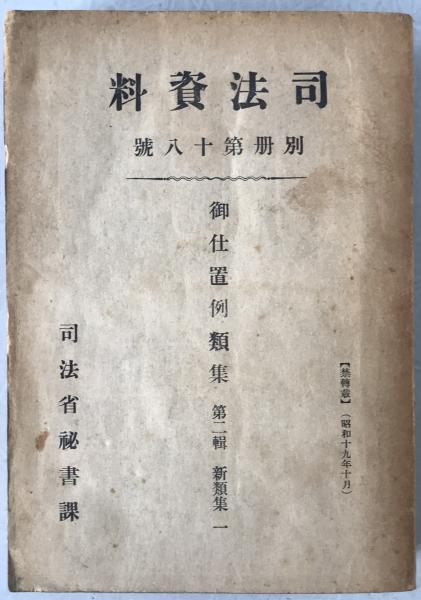 司法資料
別册第十八號
【禁轉載】（昭和十九年十月）
御仕置例類集 第二輯 新類集 一
司法省祕書課